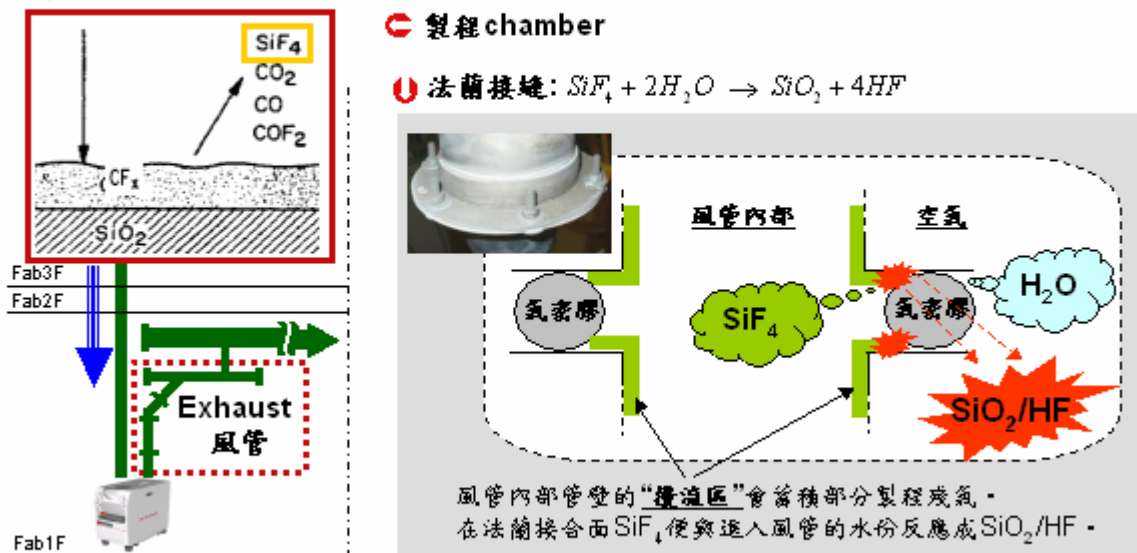 SiF₄
CO₂
CO
COF₂
CFₓ
SiO₂
Fab3F
Fab2F
Exhaust
風管
Fab1F
製程chamber
法蘭接縫: SiF₄ + 2H₂O → SiO₂ + 4HF
風管內部
空氣
氣密膠
SiF₄
氣密膠
H₂O
SiO₂/HF
風管內部管壁的“擾流區”會蓄積部分製程殘氣。
在法蘭接合面SiF₄便與進入風管的水份反應成SiO₂/HF。